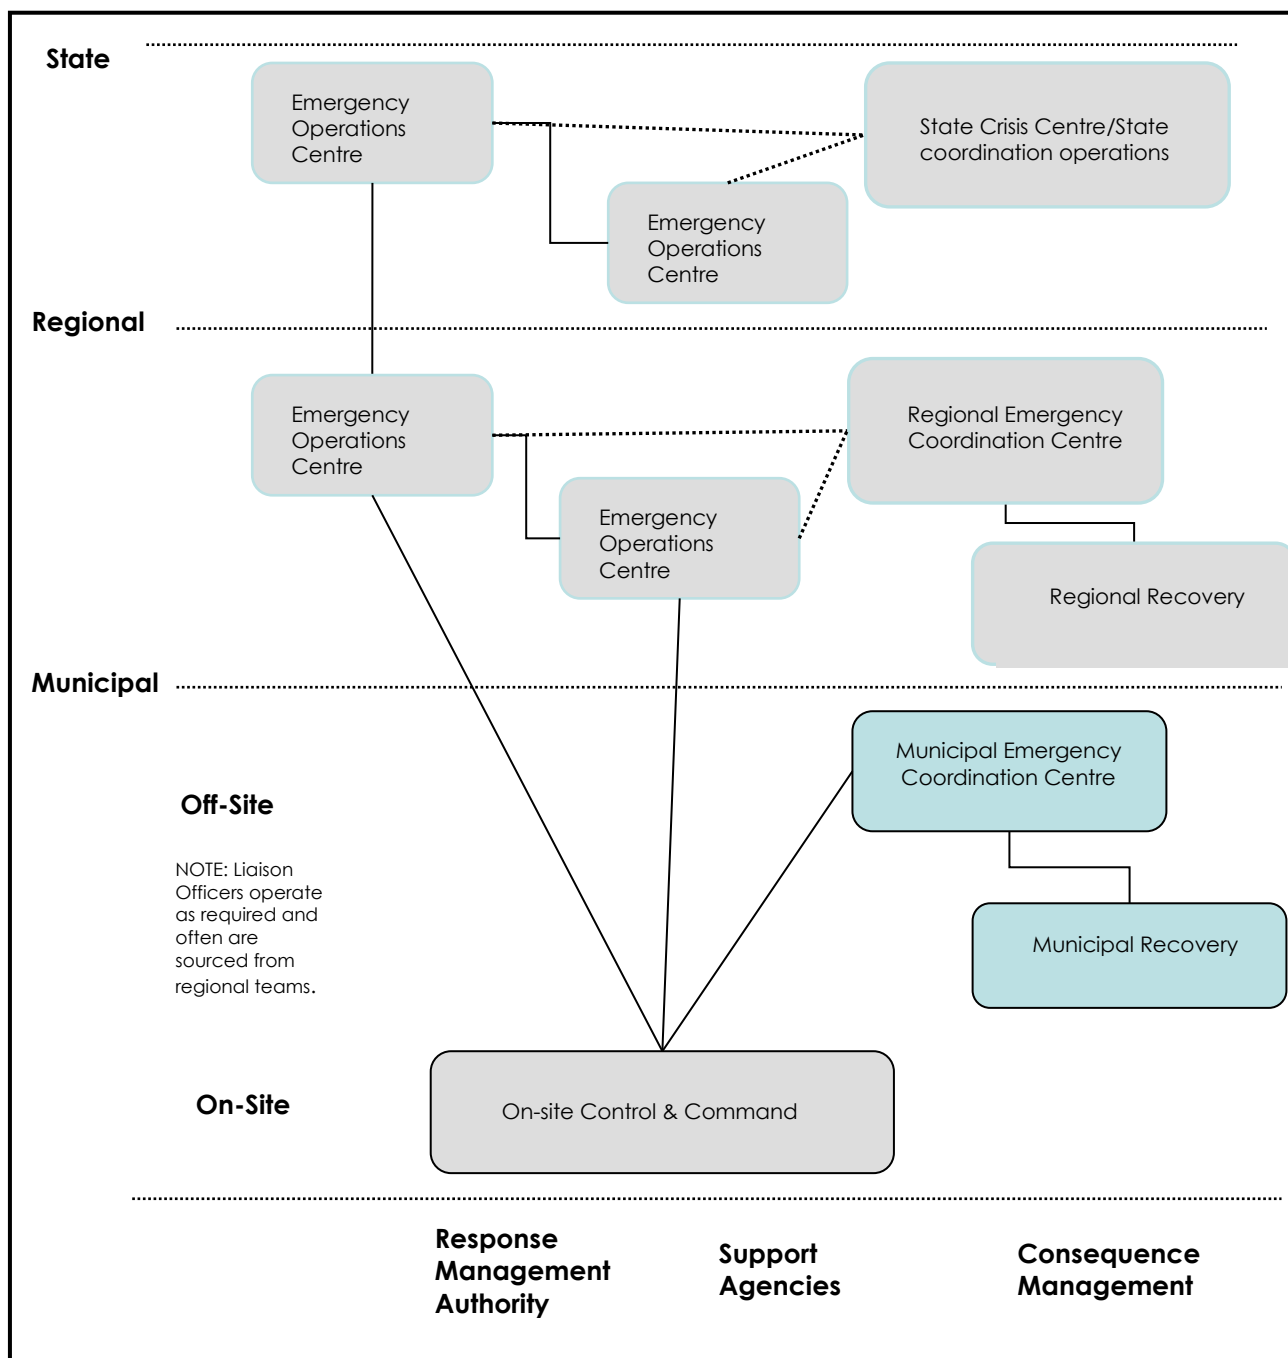 State
Emergency
Operations
Centre
State Crisis Centre/State
coordination operations
Emergency
Operations
Centre
Regional
Emergency
Operations
Centre
Regional Emergency
Coordination Centre
Emergency
Operations
Centre
Regional Recovery
Municipal
Municipal Emergency
Coordination Centre
Off-Site
NOTE: Liaison
Officers operate
as required and
often are
sourced from
regional teams.
Municipal Recovery
On-Site
On-site Control & Command
Response
Management
Authority
Support
Agencies
Consequence
Management